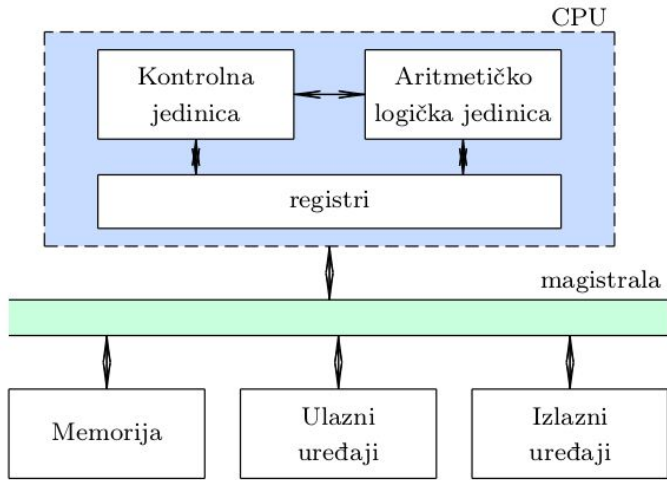 CPU
Kontrolna
jedinica
Aritmetičko
logička jedinica
registri
magistrala
Memorija
Ulazni
uređaji
Izlazni
uređaji